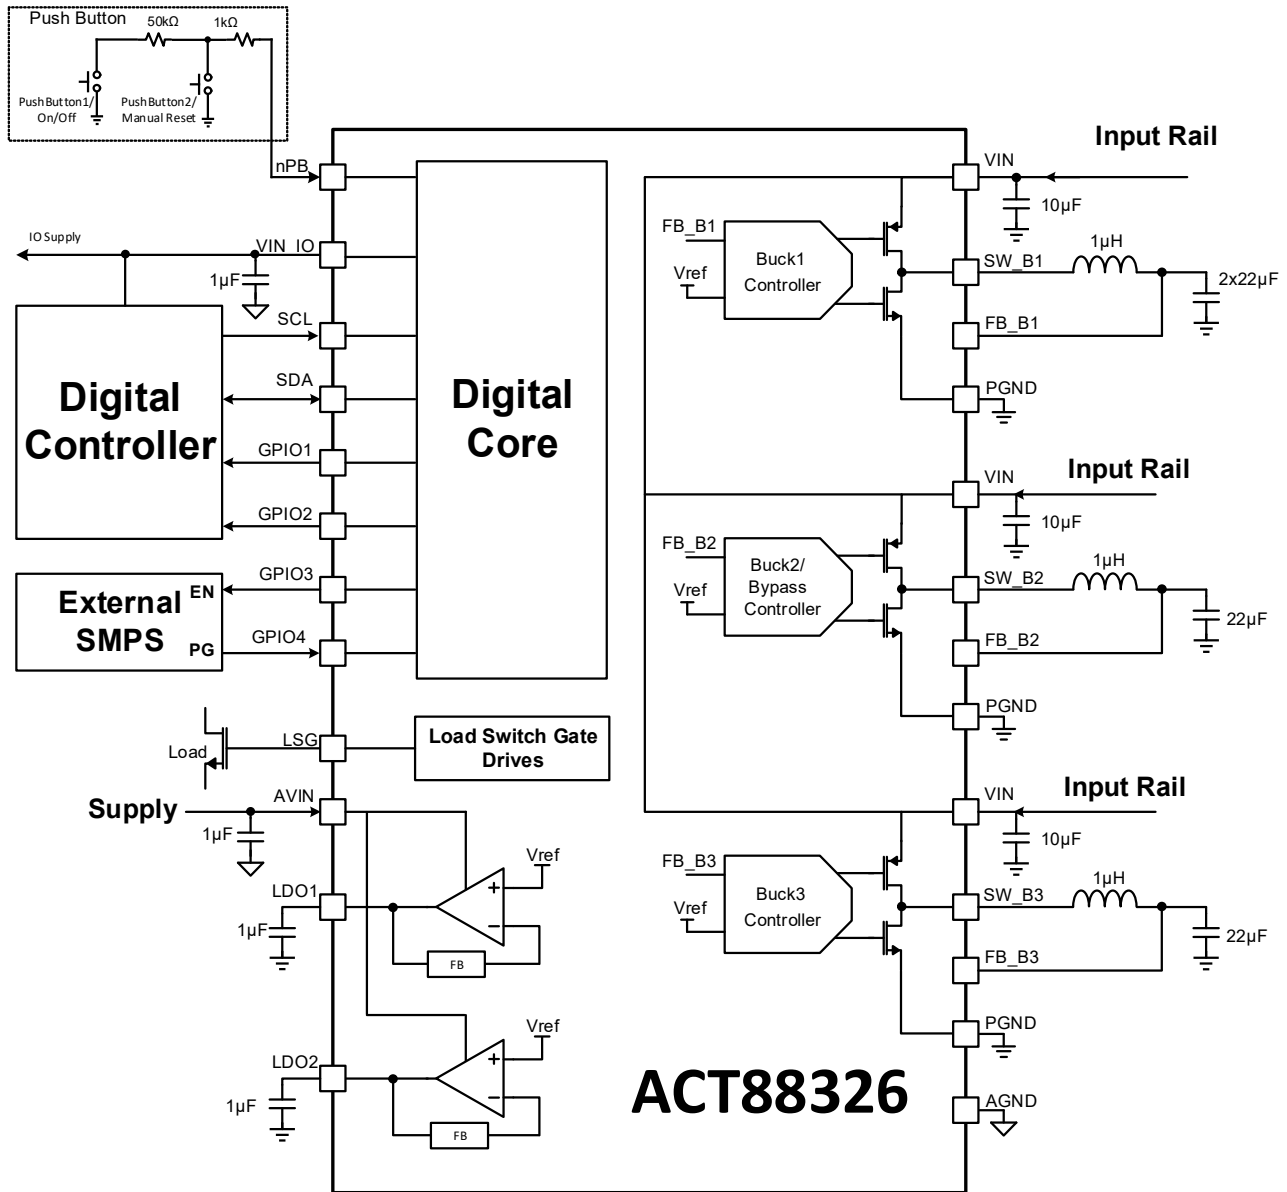 Push Button
50kΩ
1kΩ
PushButton1/
On/Off
PushButton2/
Manual Reset
nPB
IO Supply
VIN_IO
1µF
SCL
SDA
GPIO1
GPIO2
GPIO3
GPIO4
Digital
Controller
External
SMPS
EN
PG
Digital
Core
Load
LSG
Load Switch Gate
Drives
Supply
AVIN
1µF
LDO1
1µF
Vref
+
−
FB
LDO2
1µF
Vref
+
−
FB
Input Rail
VIN
10µF
FB_B1
Vref
Buck1
Controller
SW_B1
1µH
2x22µF
FB_B1
PGND
Input Rail
VIN
10µF
FB_B2
Vref
Buck2/
Bypass
Controller
SW_B2
1µH
22µF
FB_B2
PGND
Input Rail
VIN
10µF
FB_B3
Vref
Buck3
Controller
SW_B3
1µH
22µF
FB_B3
PGND
AGND
ACT88326